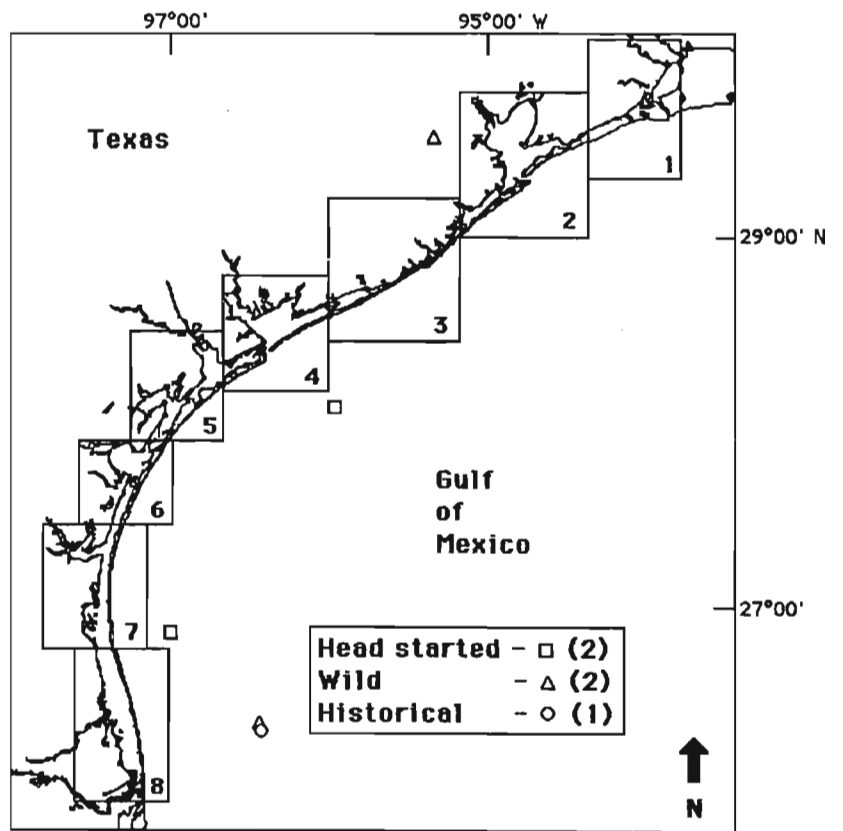 97°00'
95°00' W
Texas
1
2
29°00' N
3
4
5
Gulf
of
Mexico
6
27°00'
7
Head started - □ (2)
Wild - △ (2)
Historical - ○ (1)
8
N